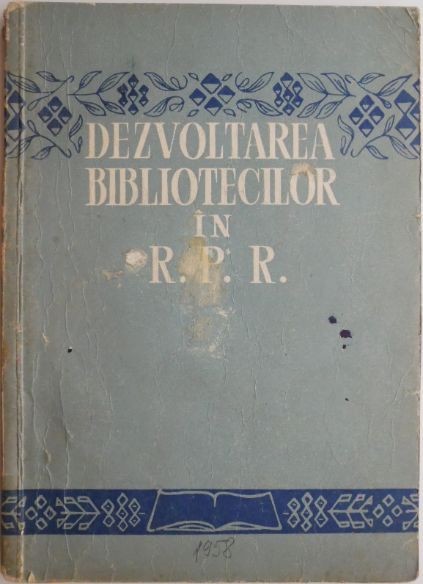 DEZVOLTAREA
BIBLIOTECILOR
ÎN
R. P. R.
1958